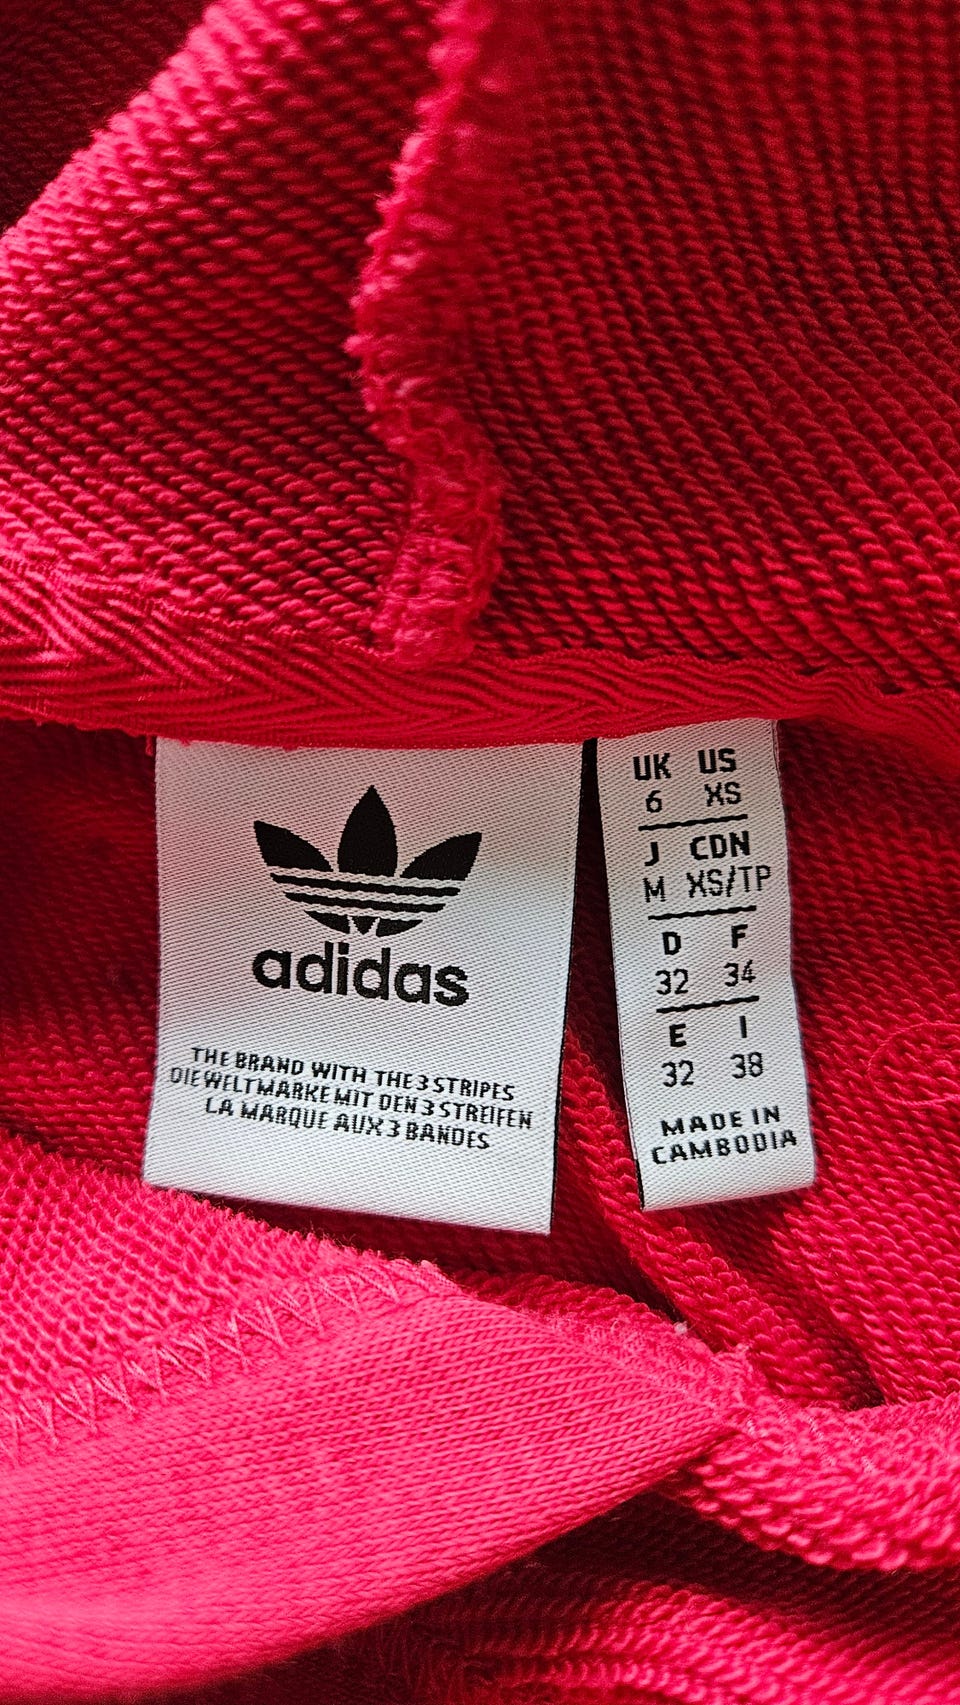 adidas
THE BRAND WITH THE 3 STRIPES
DIE WELTMARKE MIT DEN 3 STREIFEN
LA MARQUE AUX 3 BANDES
UK US
6 XS
J CDN
M XS/TP
D F
32 34
E I
32 38
MADE IN
CAMBODIA